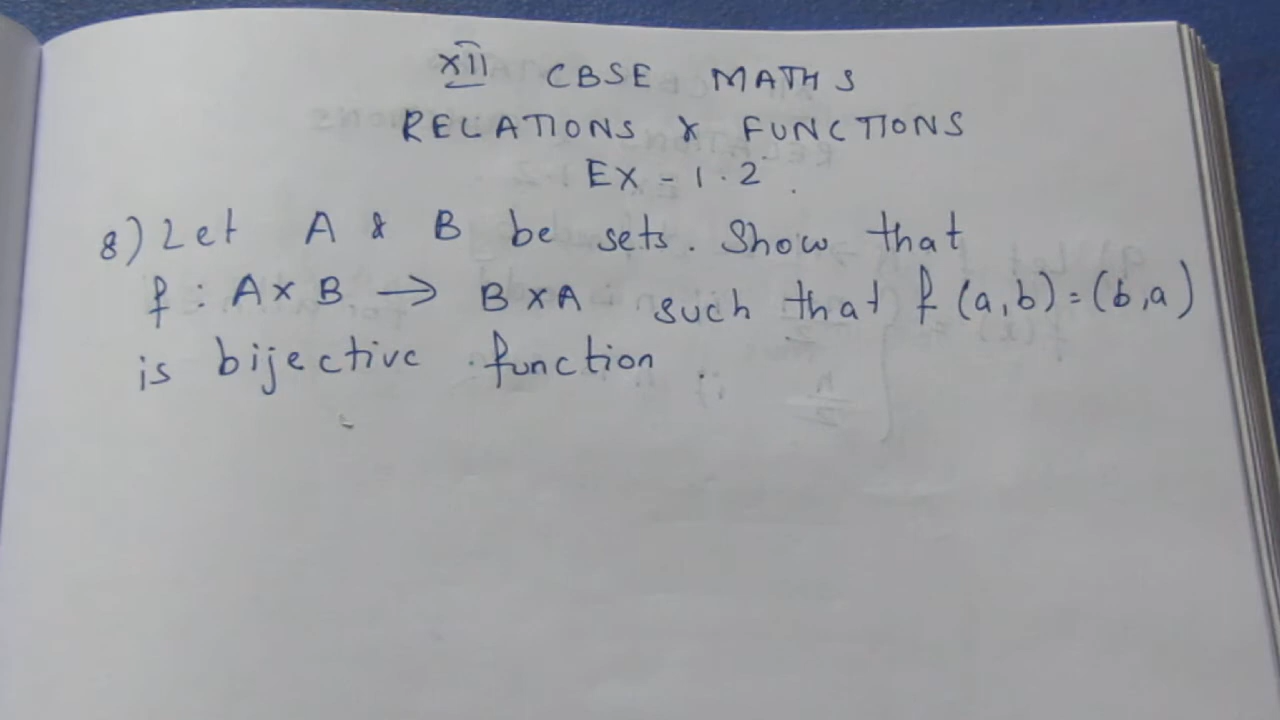 XII CBSE MATHS
RELATIONS & FUNCTIONS
EX - 1.2
8) Let A & B be sets. Show that
f : A x B → B x A such that f (a,b) = (b,a)
is bijective function.